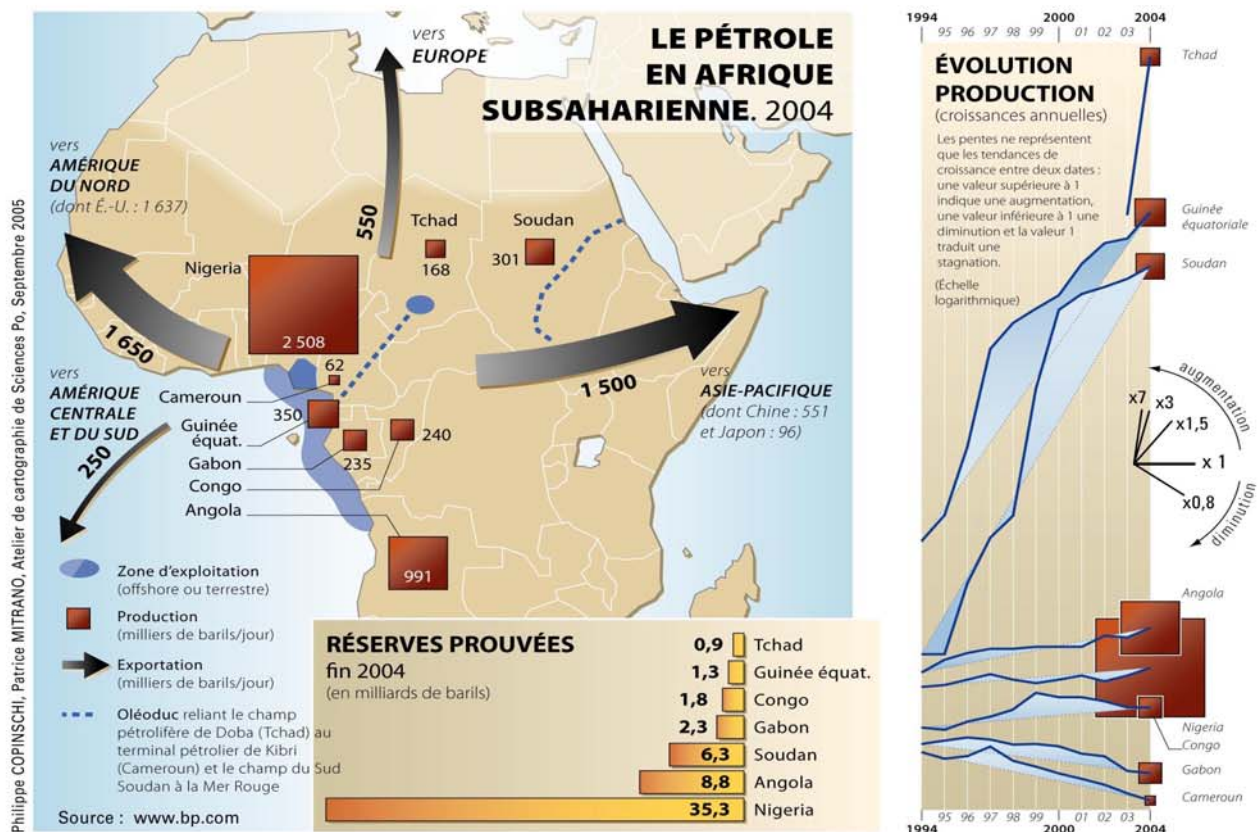 LE PÉTROLE
EN AFRIQUE
SUBSAHARIENNE. 2004
vers
EUROPE
vers
AMÉRIQUE
DU NORD
(dont É.-U. : 1 637)
550
1 650
Nigeria
2 508
Tchad
168
Soudan
301
62
Cameroun
350
Guinée
équat.
240
Gabon
235
Congo
Angola
991
1 500
vers
ASIE-PACIFIQUE
(dont Chine : 551
et Japon : 96)
vers
AMÉRIQUE
CENTRALE
ET DU SUD
250
Zone d'exploitation
(offshore ou terrestre)
Production
(milliers de barils/jour)
Exportation
(milliers de barils/jour)
Oléoduc reliant le champ
pétrolifère de Doba (Tchad) au
terminal pétrolier de Kibri
(Cameroun) et le champ du Sud
Soudan à la Mer Rouge
Source : www.bp.com
Philippe COPINSCHI, Patrice MITRANO, Atelier de cartographie de Sciences Po, Septembre 2005
RÉSERVES PROUVÉES
fin 2004
(en milliards de barils)
0,9 Tchad
1,3 Guinée équat.
1,8 Congo
2,3 Gabon
6,3 Soudan
8,8 Angola
35,3 Nigeria
1994 2000 2004
95 96 97 98 99 01 02 03
ÉVOLUTION
PRODUCTION
(croissances annuelles)
Les pentes ne représentent
que les tendances de
croissance entre deux dates :
une valeur supérieure à 1
indique une augmentation,
une valeur inférieure à 1 une
diminution et la valeur 1
traduit une
stagnation.
(Échelle
logarithmique)
Tchad
Guinée
équatoriale
Soudan
augmentation
x7
x3
x1,5
x 1
x0,8
diminution
Angola
Nigeria
Congo
Gabon
Cameroun
95 96 97 98 99 01 02 03
1994 2000 2004